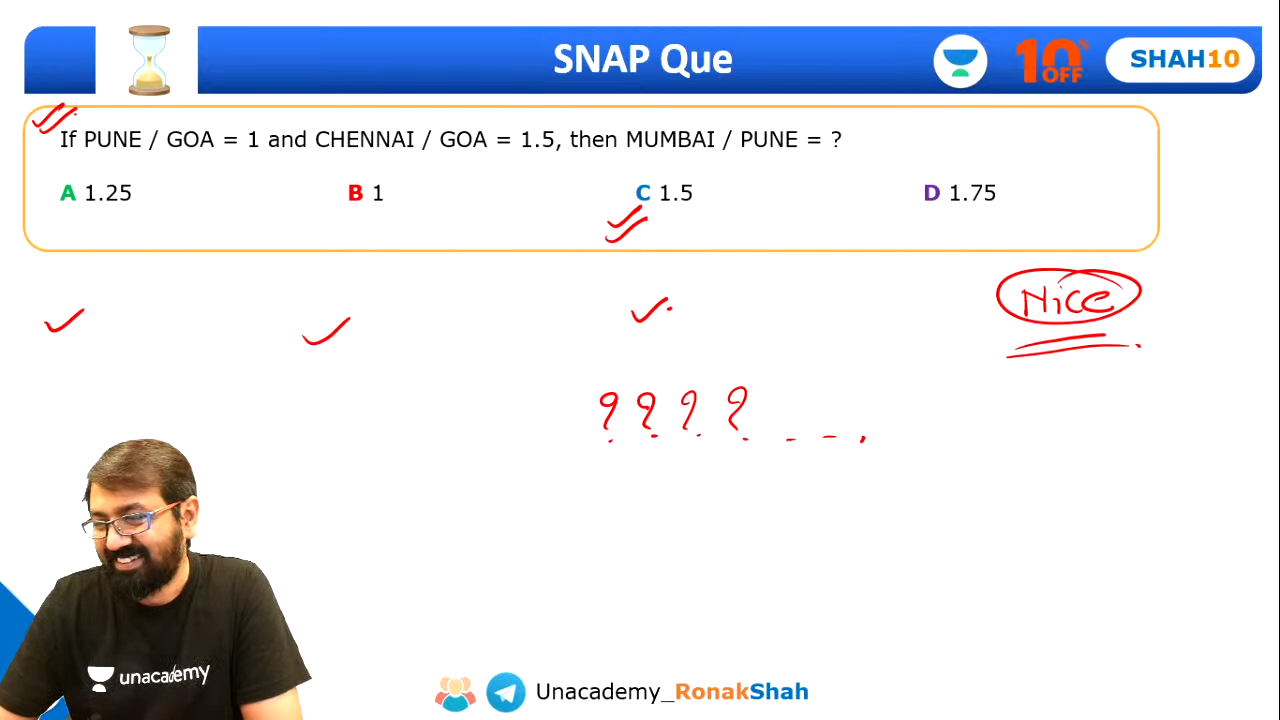 SNAP Que
10% OFF
SHAH10
If PUNE / GOA = 1 and CHENNAI / GOA = 1.5, then MUMBAI / PUNE = ?
A 1.25 B 1 C 1.5 D 1.75
Nice
? ? ? ? - - .
unacademy
Unacademy_RonakShah